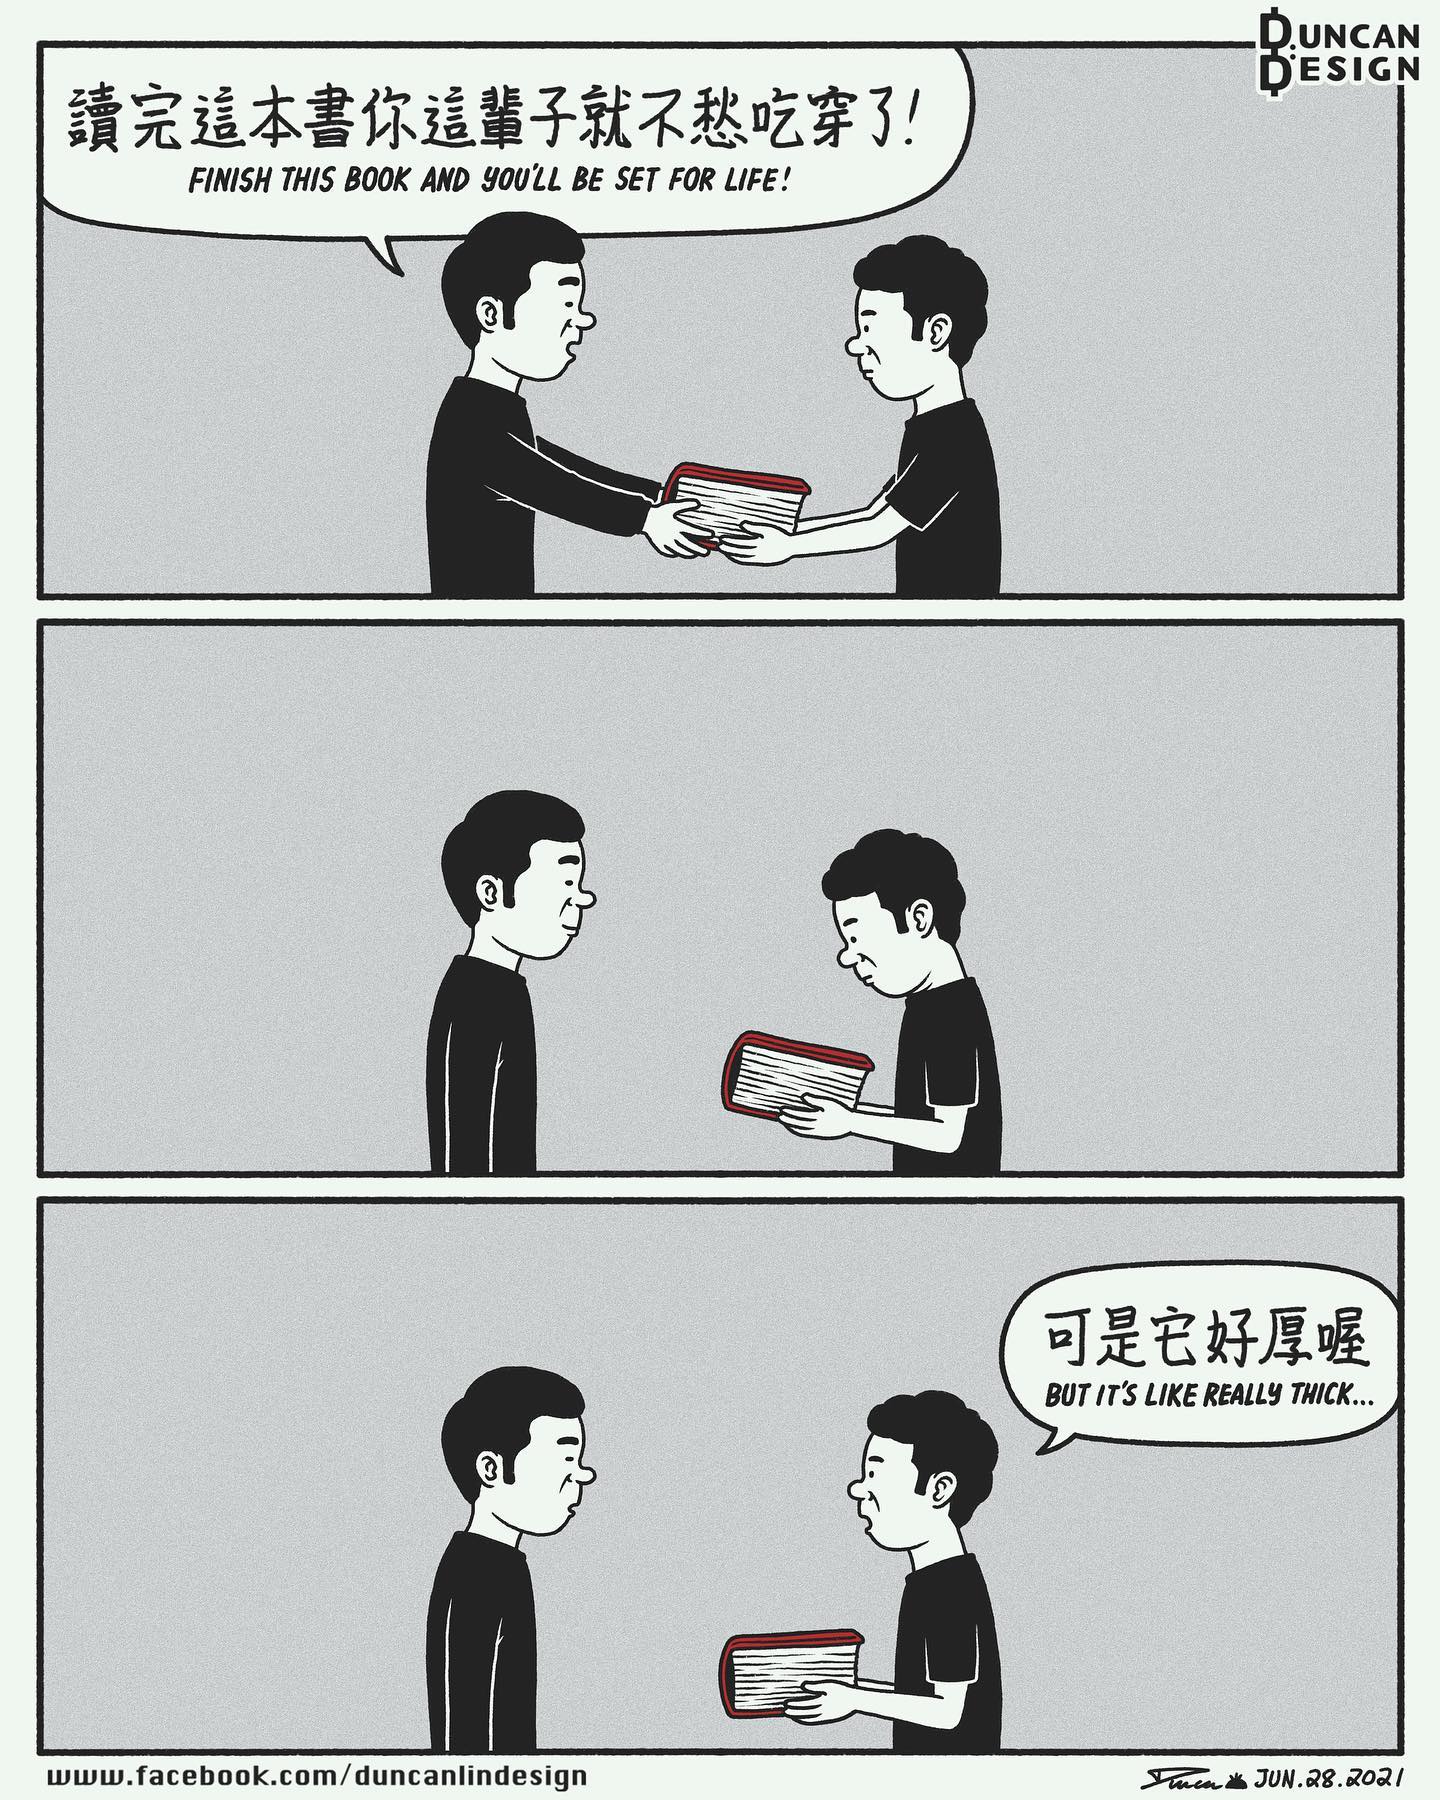 DUNCAN
DESIGN
讀完這本書你這輩子就不愁吃穿了!
FINISH THIS BOOK AND YOU'LL BE SET FOR LIFE!
可是它好厚喔
BUT IT'S LIKE REALLY THICK...
www.facebook.com/duncanlindesign
Duncan JUN.28.2021